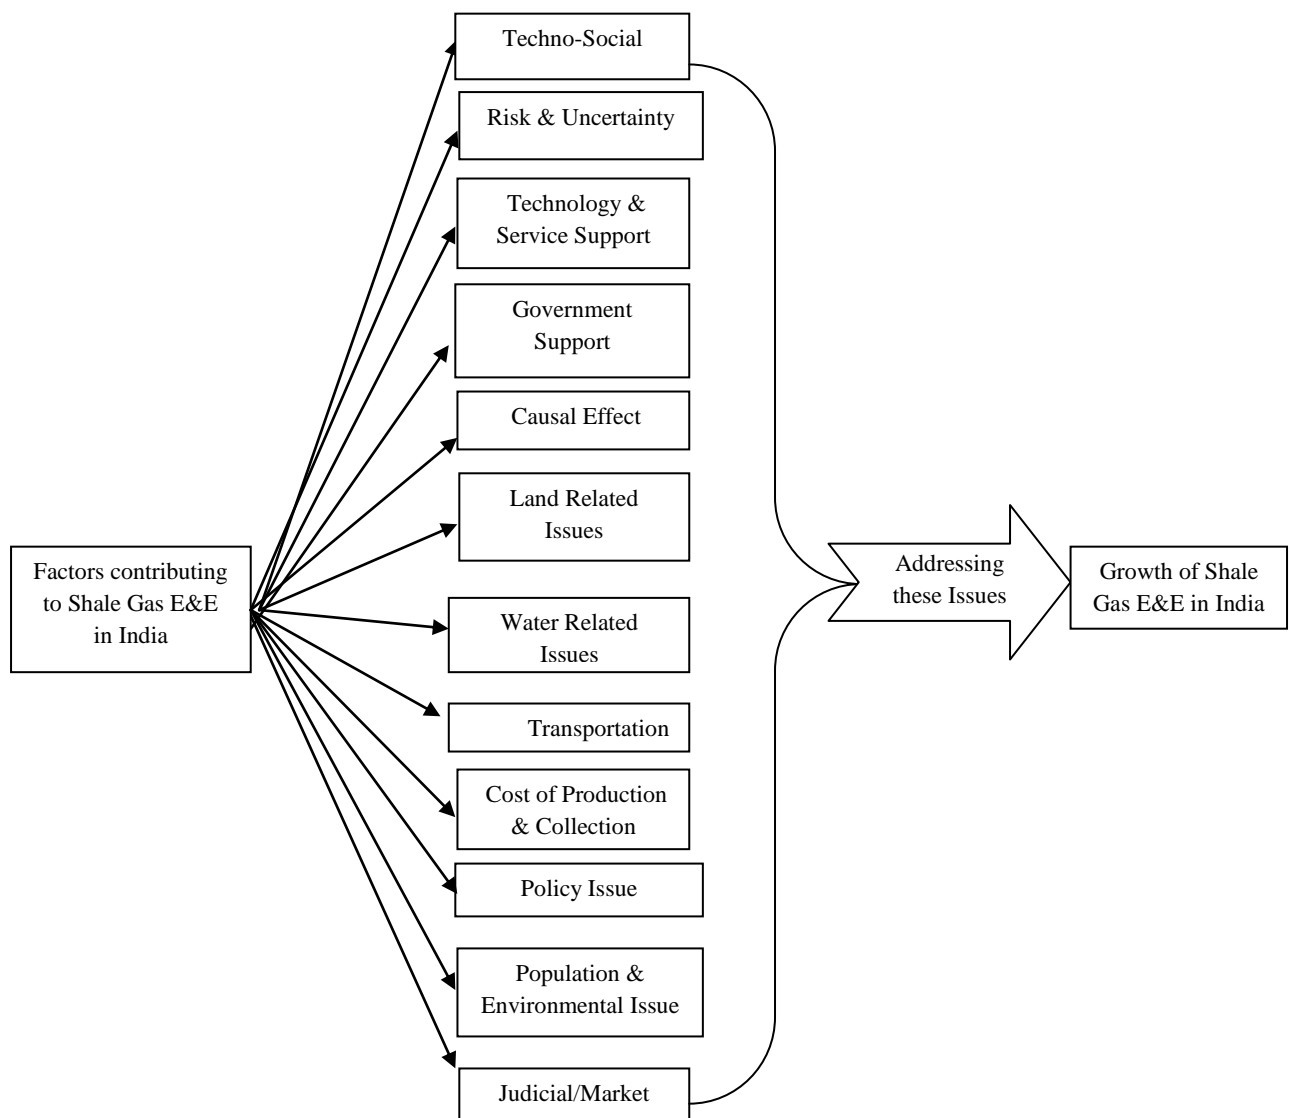 Techno-Social
Risk & Uncertainty
Technology &
Service Support
Government
Support
Causal Effect
Land Related
Issues
Factors contributing
to Shale Gas E&E
in India
Water Related
Issues
Transportation
Cost of Production
& Collection
Policy Issue
Population &
Environmental Issue
Judicial/Market
Addressing
these Issues
Growth of Shale
Gas E&E in India